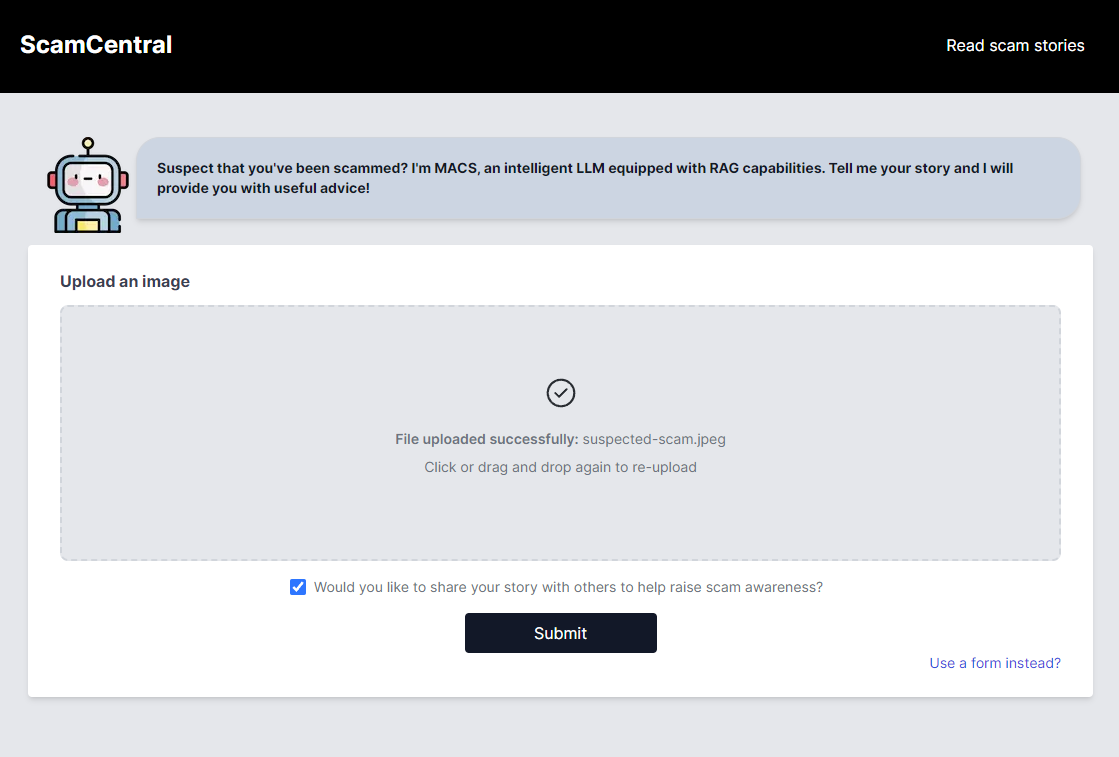 ScamCentral
Read scam stories
Suspect that you've been scammed? I'm MACS, an intelligent LLM equipped with RAG capabilities. Tell me your story and I will
provide you with useful advice!
Upload an image
File uploaded successfully: suspected-scam.jpeg
Click or drag and drop again to re-upload
Would you like to share your story with others to help raise scam awareness?
Submit
Use a form instead?